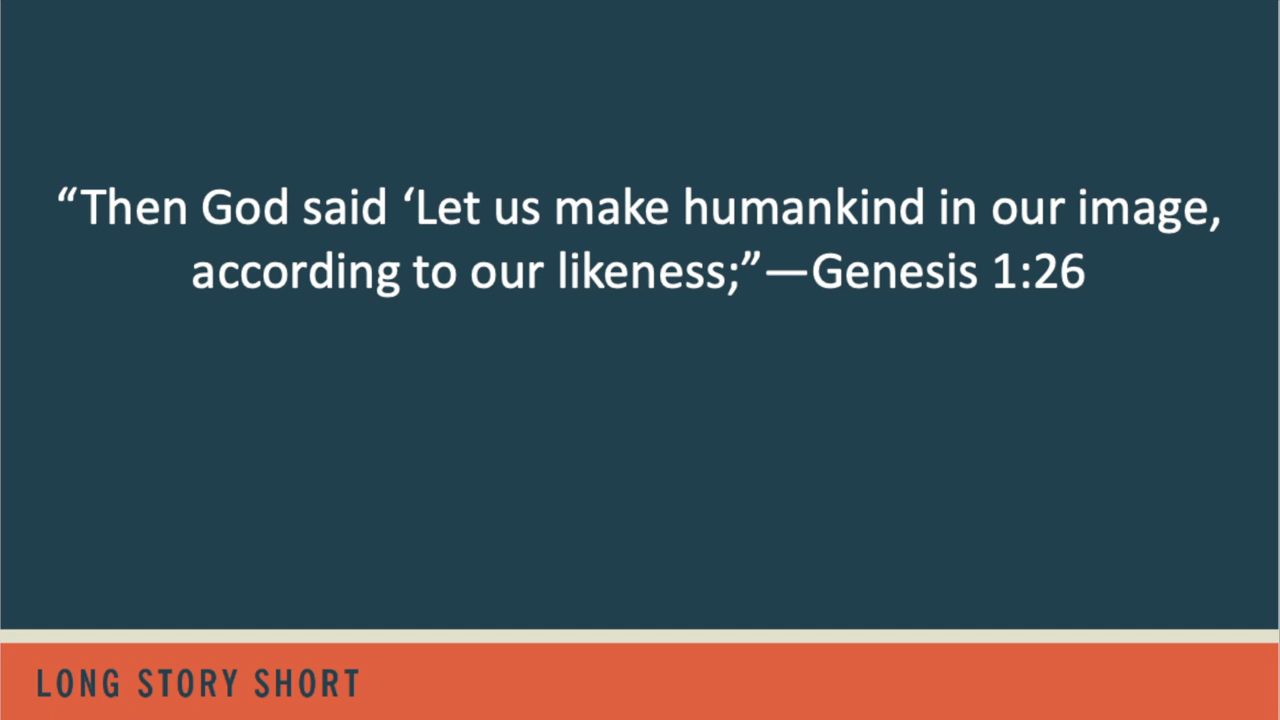 “Then God said ‘Let us make humankind in our image,
according to our likeness;”—Genesis 1:26
LONG STORY SHORT